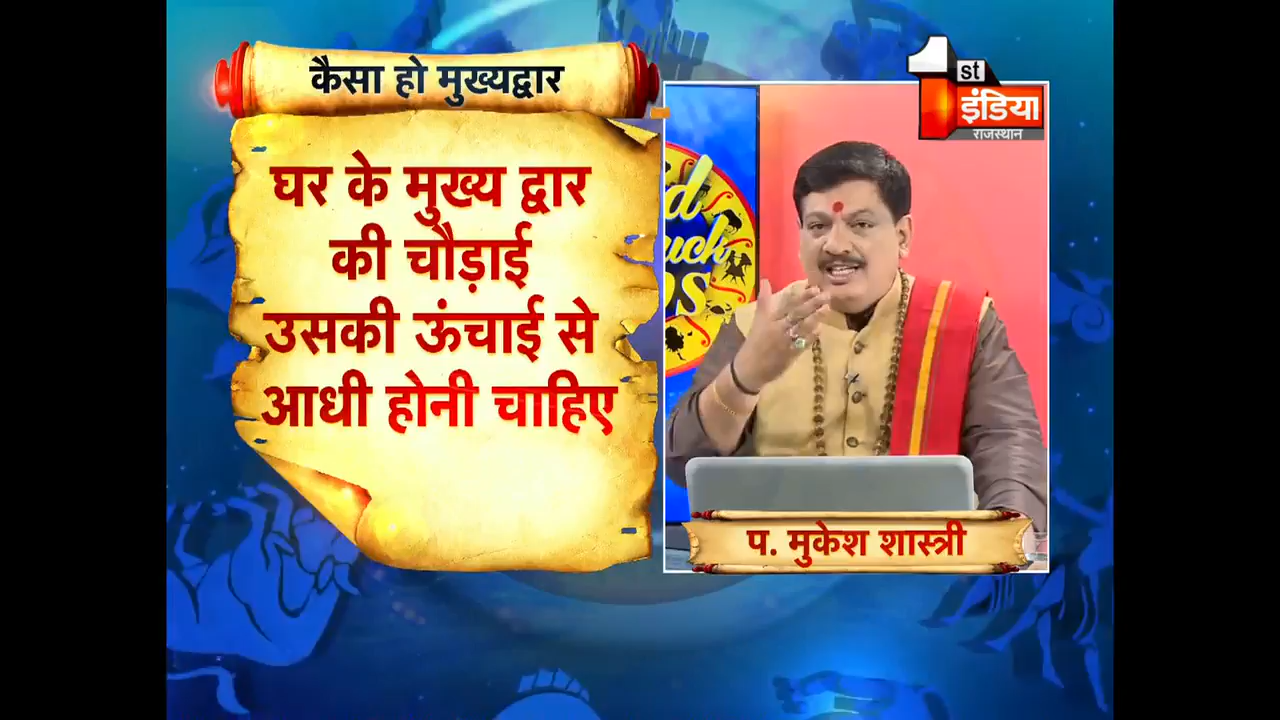 कैसा हो मुख्यद्वार
घर के मुख्य द्वार
की चौड़ाई
उसकी ऊंचाई से
आधी होनी चाहिए
1st
इंडिया
राजस्थान
प. मुकेश शास्त्री